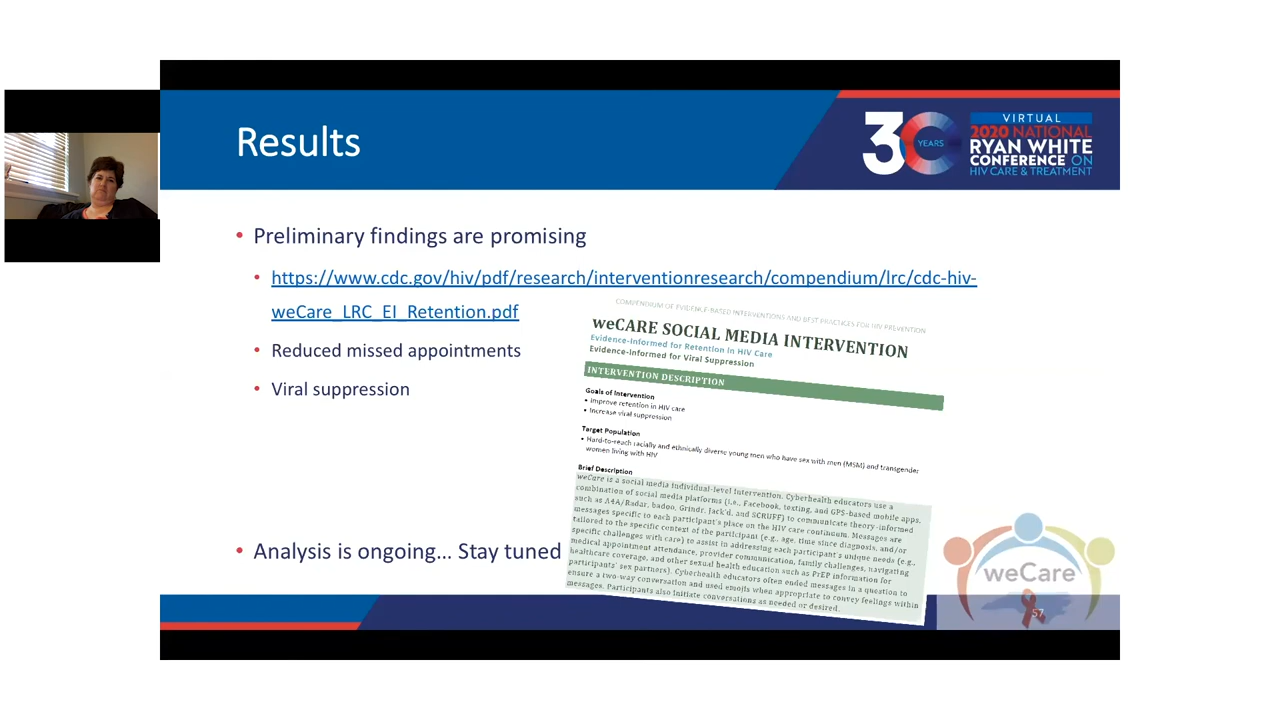 Results
30
YEARS
VIRTUAL
2020 NATIONAL
RYAN WHITE
CONFERENCE ON
HIV CARE & TREATMENT
• Preliminary findings are promising
• https://www.cdc.gov/hiv/pdf/research/interventionresearch/compendium/lrc/cdc-hiv-
weCare_LRC_EI_Retention.pdf
• Reduced missed appointments
• Viral suppression
• Analysis is ongoing... Stay tuned
COMPENDIUM OF EVIDENCE-BASED INTERVENTIONS AND BEST PRACTICES FOR HIV PREVENTION
weCARE SOCIAL MEDIA INTERVENTION
Evidence-Informed for Retention in HIV Care
Evidence-Informed for Viral Suppression
INTERVENTION DESCRIPTION
Goals of Intervention
• Improve retention in HIV care
• Increase viral suppression
Target Population
• Hard-to-reach racially and ethnically diverse young men who have sex with men (MSM) and transgender
women living with HIV
Brief Description
weCare is a social media individual-level intervention. Cyberhealth educators use a
combination of social media platforms (i.e., Facebook, texting, and GPS-based mobile apps,
such as A4A/Radar, badoo, Grindr, Jack'd, and SCRUFF) to communicate theory-informed
messages specific to each participant's place on the HIV care continuum. Messages are
tailored to the specific context of the participant (e.g., age, time since diagnosis, and/or
specific challenges with care) to assist in addressing each participant's unique needs (e.g.,
medical appointment attendance, provider communication, family challenges, navigating
healthcare coverage, and other sexual health education such as PrEP information for
participants' sex partners). Cyberhealth educators often ended messages in a question to
ensure a two-way conversation and used emojis when appropriate to convey feelings within
messages. Participants also initiate conversations as needed or desired.
weCare
57